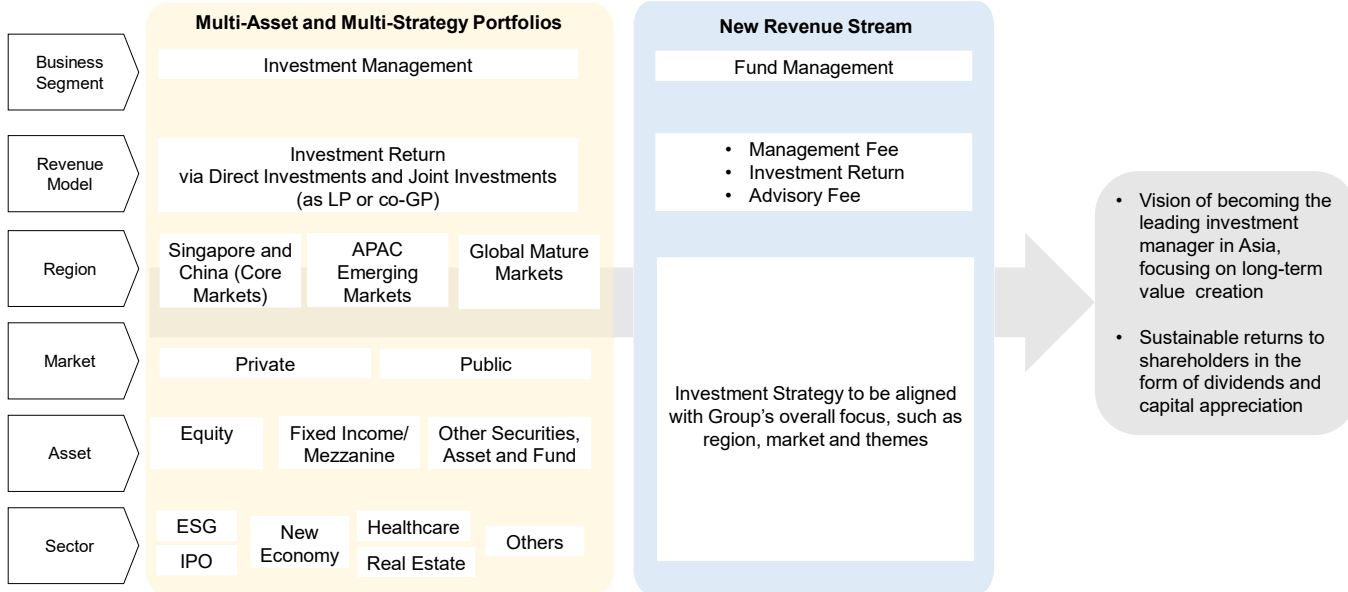 Multi-Asset and Multi-Strategy Portfolios
New Revenue Stream
Business
Segment
Investment Management
Fund Management
Revenue
Model
Investment Return
via Direct Investments and Joint Investments
(as LP or co-GP)
• Management Fee
• Investment Return
• Advisory Fee
Region
Singapore and
China (Core
Markets)
APAC
Emerging
Markets
Global Mature
Markets
Market
Private
Public
Asset
Equity
Fixed Income/
Mezzanine
Other Securities,
Asset and Fund
Sector
ESG
IPO
New
Economy
Healthcare
Real Estate
Others
Investment Strategy to be aligned
with Group's overall focus, such as
region, market and themes
• Vision of becoming the
leading investment
manager in Asia,
focusing on long-term
value creation
• Sustainable returns to
shareholders in the
form of dividends and
capital appreciation